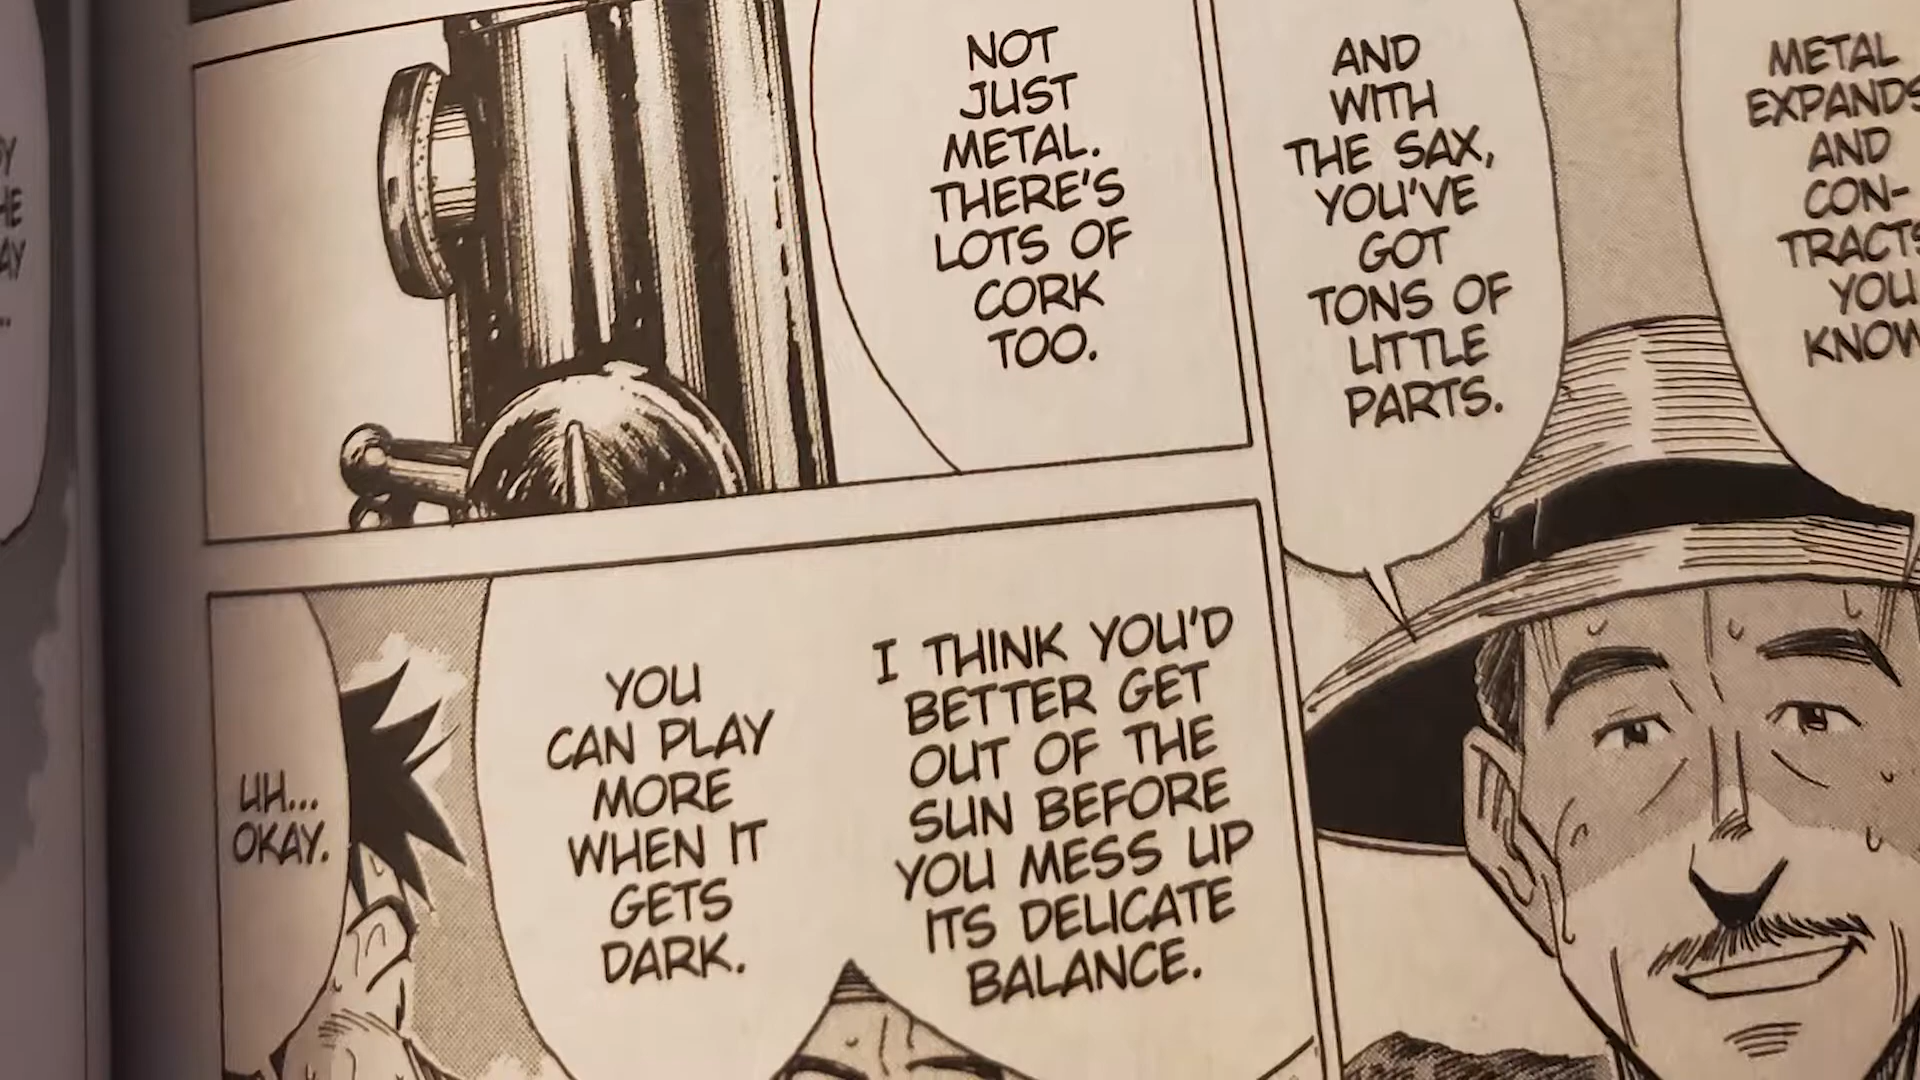 METAL
EXPANDS
AND
CON-
TRACTS
YOU
KNOW
AND
WITH
THE SAX,
YOU'VE
GOT
TONS OF
LITTLE
PARTS.
NOT
JUST
METAL.
THERE'S
LOTS OF
CORK
TOO.
I THINK YOU'D
BETTER GET
OUT OF THE
SUN BEFORE
YOU MESS UP
ITS DELICATE
BALANCE.
YOU
CAN PLAY
MORE
WHEN IT
GETS
DARK.
UH...
OKAY.